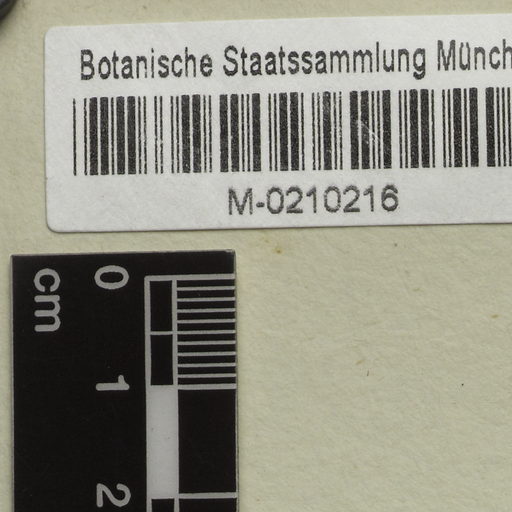 Botanische Staatssammlung Münch
M-0210216
cm
0
1
2